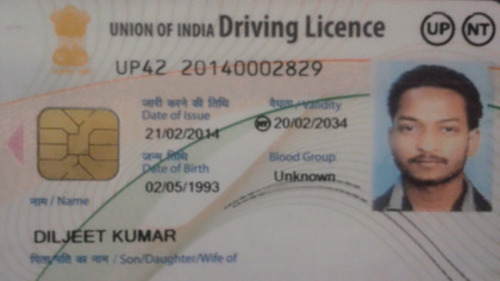 UNION OF INDIA Driving Licence UP NT
UP42 20140002829
जारी करने की तिथि वैधता / Validity
Date of Issue
21/02/2014 NT 20/02/2034
जन्म तिथि
Date of Birth Blood Group
02/05/1993 Unknown
नाम / Name
DILJEET KUMAR
पिता/पति का नाम / Son/Daughter/Wife of